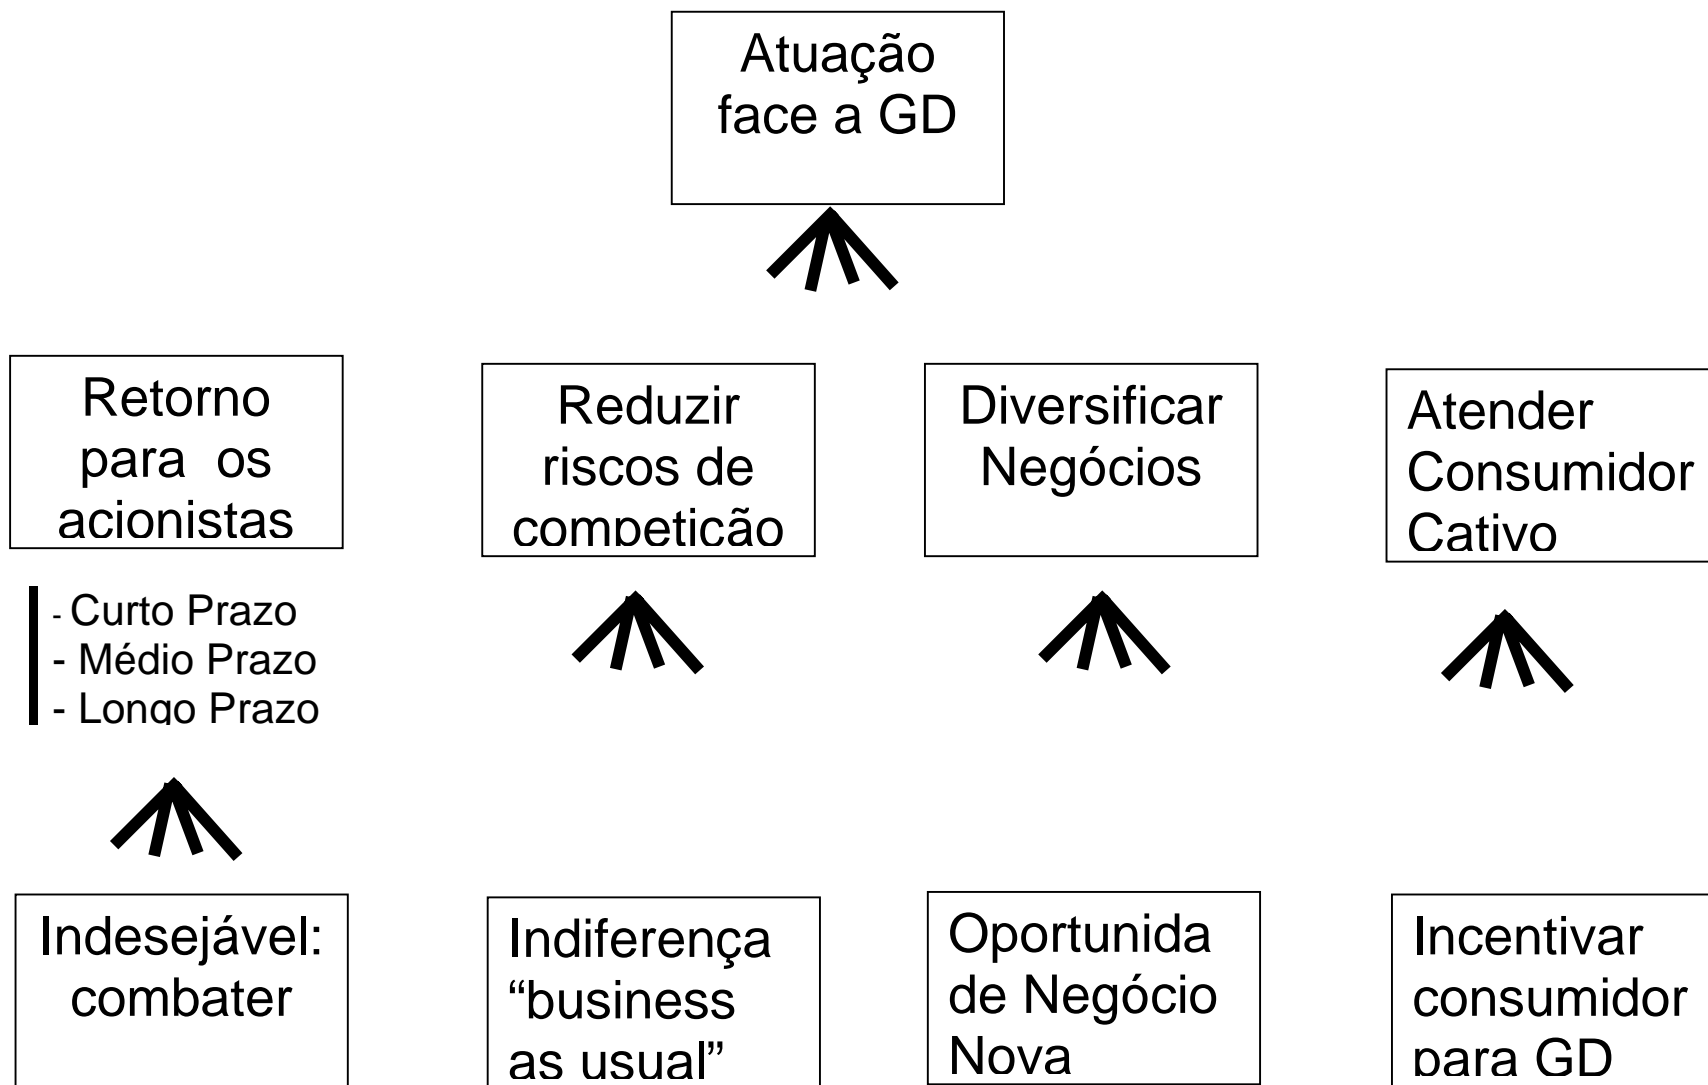 Atuação
face a GD
Retorno
para os
acionistas
Reduzir
riscos de
competição
Diversificar
Negócios
Atender
Consumidor
Cativo
- Curto Prazo
- Médio Prazo
- Longo Prazo
Indesejável:
combater
Indiferença
“business
as usual”
Oportunida
de Negócio
Nova
Incentivar
consumidor
para GD